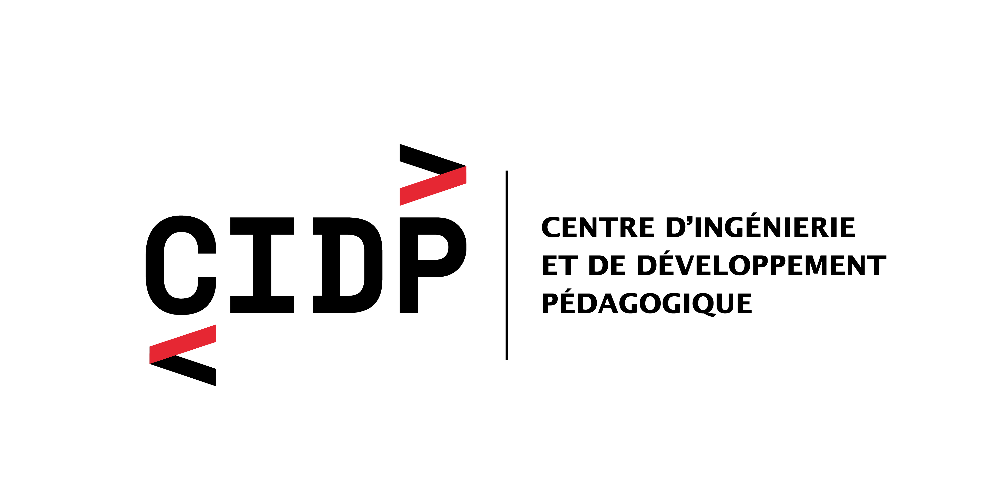 CIDP
CENTRE D’INGÉNIERIE
ET DE DÉVELOPPEMENT
PÉDAGOGIQUE